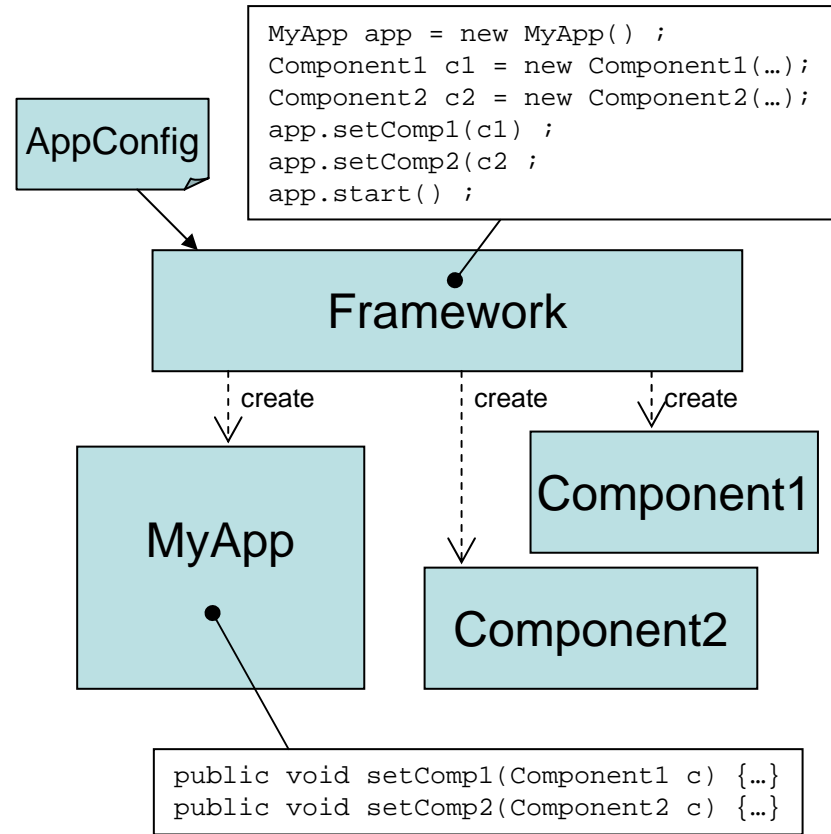 MyApp app = new MyApp() ;
Component1 c1 = new Component1(…);
Component2 c2 = new Component2(…);
app.setComp1(c1) ;
app.setComp2(c2 ;
app.start() ;
AppConfig
Framework
create
create
create
Component1
MyApp
Component2
public void setComp1(Component1 c) {…}
public void setComp2(Component2 c) {…}